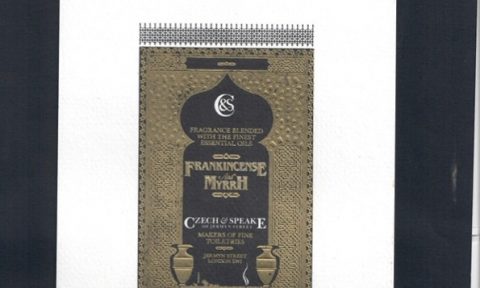 C&S
FRAGRANCE BLENDED
WITH THE FINEST
ESSENTIAL OILS
FRANKINCENSE
and
MYRRH
CZECH & SPEAKE
OF JERMYN STREET
MAKERS OF FINE
TOILETRIES
JERMYN STREET
LONDON SW1